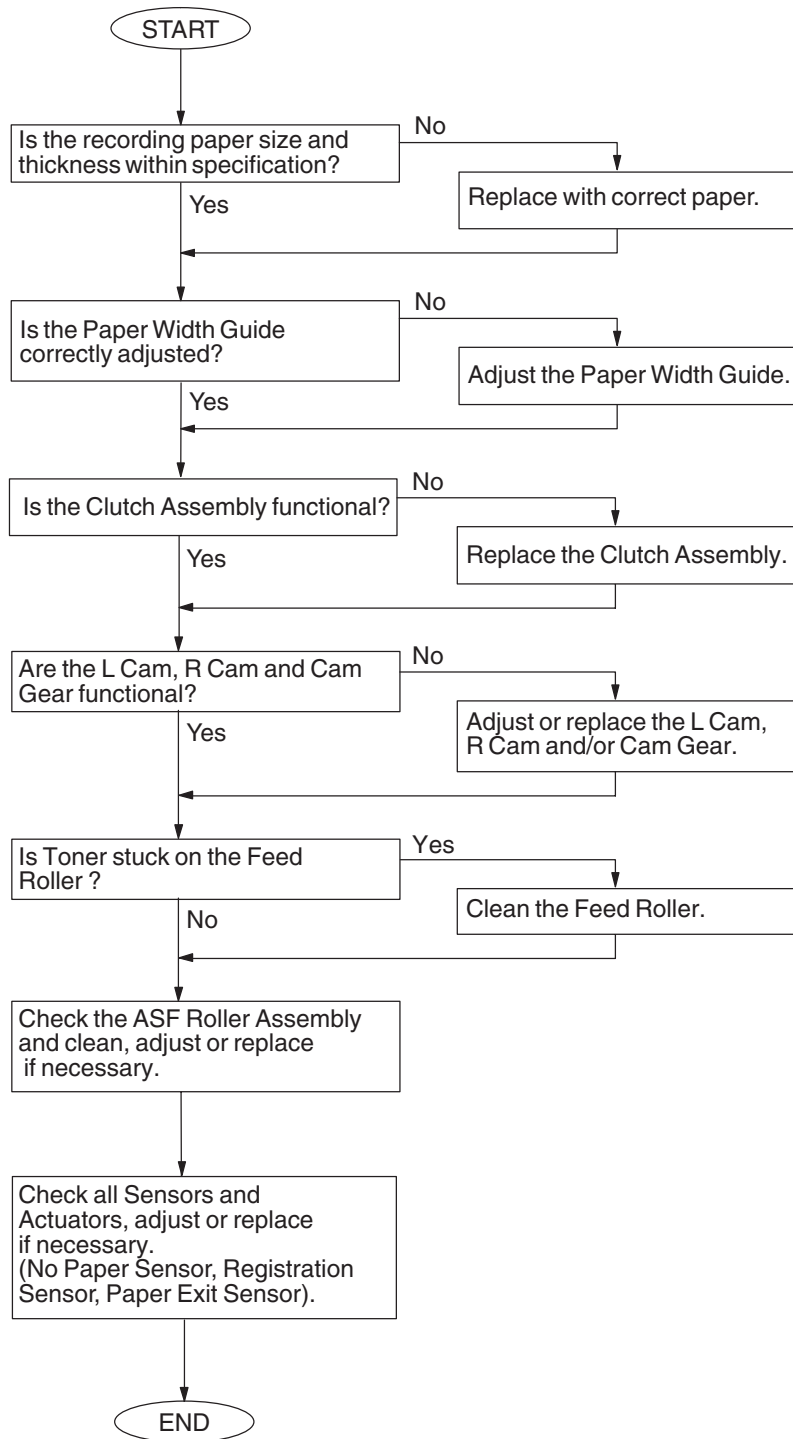 START
Is the recording paper size and
thickness within specification?
No
Replace with correct paper.
Yes
Is the Paper Width Guide
correctly adjusted?
No
Adjust the Paper Width Guide.
Yes
Is the Clutch Assembly functional?
No
Replace the Clutch Assembly.
Yes
Are the L Cam, R Cam and Cam
Gear functional?
No
Adjust or replace the L Cam,
R Cam and/or Cam Gear.
Yes
Is Toner stuck on the Feed
Roller ?
Yes
Clean the Feed Roller.
No
Check the ASF Roller Assembly
and clean, adjust or replace
if necessary.
Check all Sensors and
Actuators, adjust or replace
if necessary.
(No Paper Sensor, Registration
Sensor, Paper Exit Sensor).
END